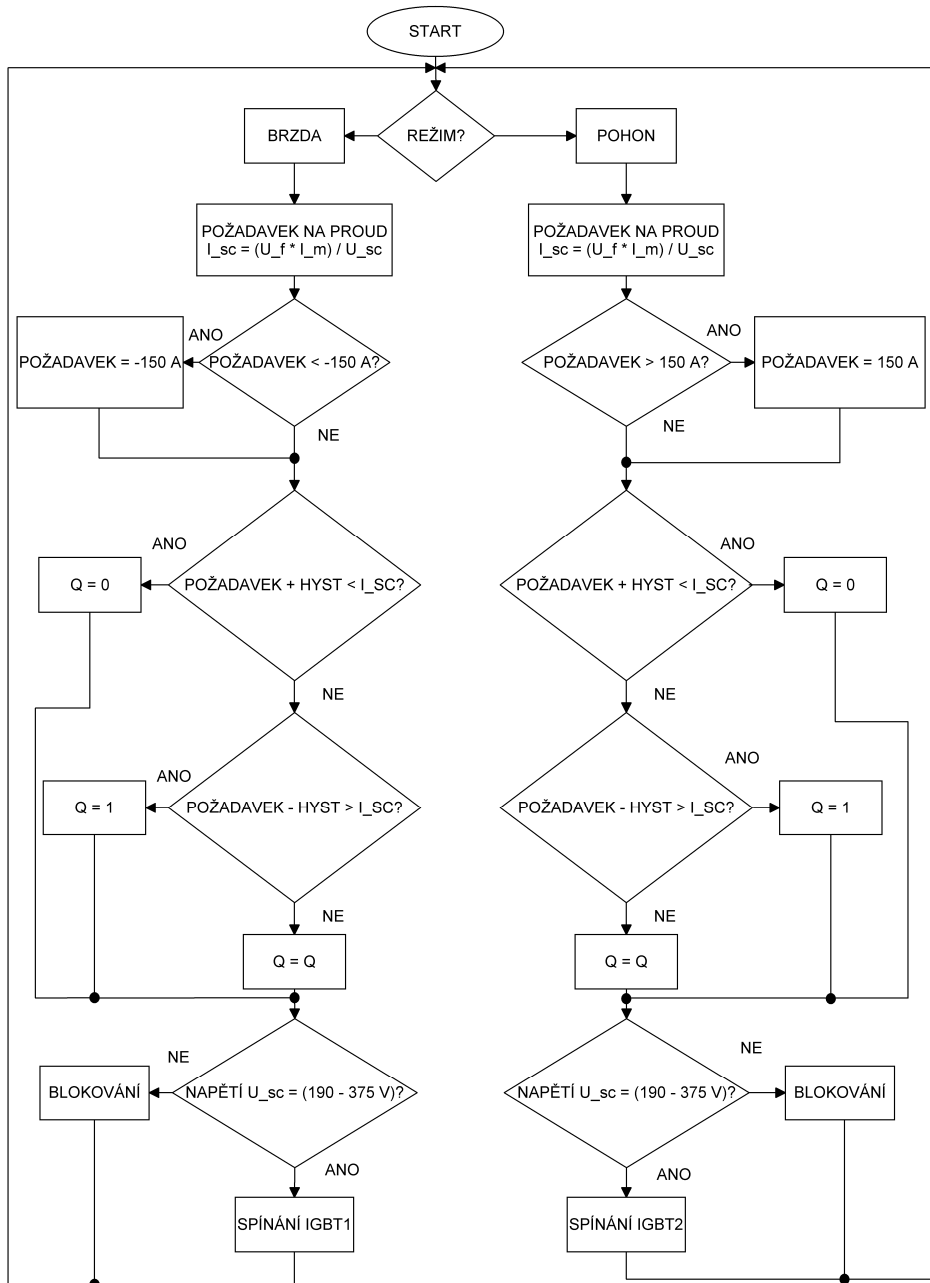 START
BRZDA
REŽIM?
POHON
POŽADAVEK NA PROUD
I_sc = (U_f * I_m) / U_sc
POŽADAVEK NA PROUD
I_sc = (U_f * I_m) / U_sc
ANO
POŽADAVEK = -150 A
POŽADAVEK < -150 A?
NE
POŽADAVEK > 150 A?
ANO
POŽADAVEK = 150 A
NE
ANO
Q = 0
POŽADAVEK + HYST < I_SC?
NE
POŽADAVEK + HYST < I_SC?
ANO
Q = 0
NE
ANO
Q = 1
POŽADAVEK - HYST > I_SC?
NE
POŽADAVEK - HYST > I_SC?
ANO
Q = 1
NE
Q = Q
Q = Q
NE
BLOKOVÁNÍ
NAPĚTÍ U_sc = (190 - 375 V)?
ANO
NAPĚTÍ U_sc = (190 - 375 V)?
NE
BLOKOVÁNÍ
ANO
SPÍNÁNÍ IGBT1
SPÍNÁNÍ IGBT2